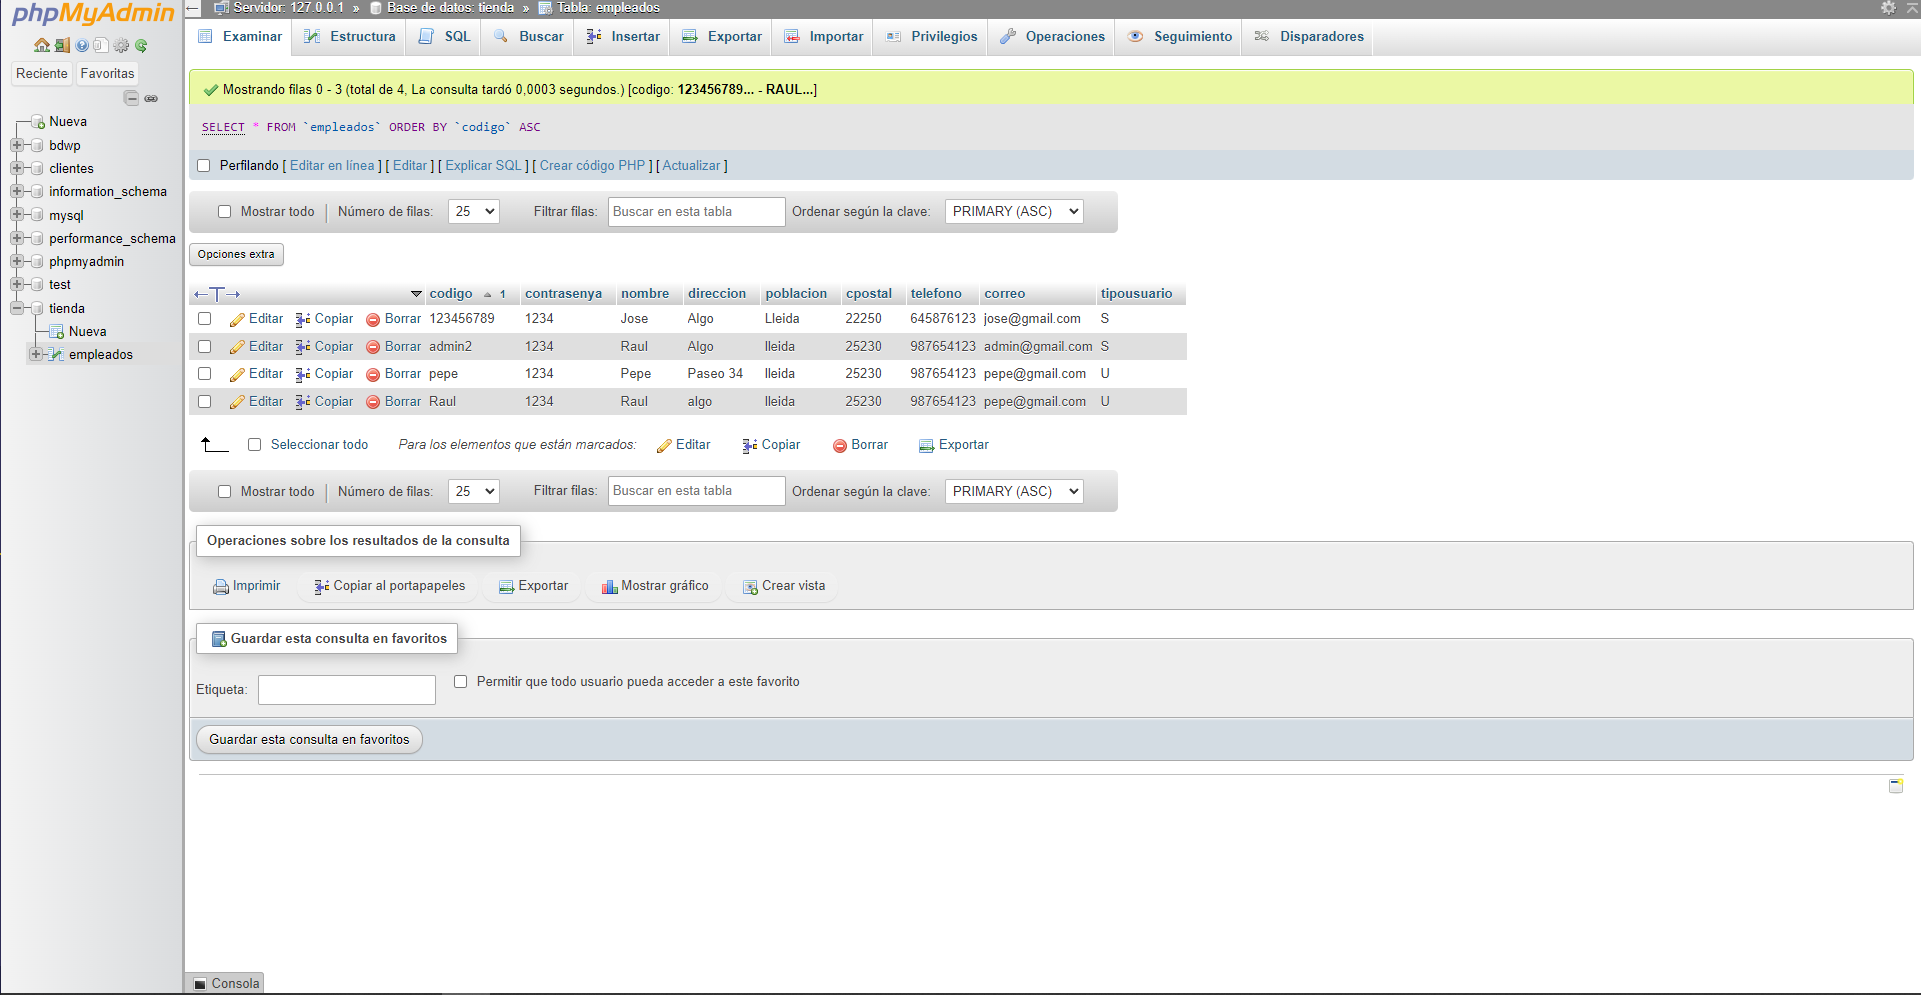 phpMyAdmin
Reciente Favoritas
Nueva
bdwp
clientes
information_schema
mysql
performance_schema
phpmyadmin
test
tienda
Nueva
empleados
Servidor: 127.0.0.1 » Base de datos: tienda » Tabla: empleados
Examinar Estructura SQL Buscar Insertar Exportar Importar Privilegios Operaciones Seguimiento Disparadores
Mostrando filas 0 - 3 (total de 4, La consulta tardó 0,0003 segundos.) [codigo: 123456789... - RAUL...]
SELECT * FROM `empleados` ORDER BY `codigo` ASC
Perfilando [ Editar en línea ] [ Editar ] [ Explicar SQL ] [ Crear código PHP ] [ Actualizar ]
Mostrar todo Número de filas: 25 Filtrar filas: Buscar en esta tabla Ordenar según la clave: PRIMARY (ASC)
Opciones extra
codigo 1 contrasenya nombre direccion poblacion cpostal telefono correo tipousuario
Editar Copiar Borrar 123456789 1234 Jose Algo Lleida 22250 645876123 jose@gmail.com S
Editar Copiar Borrar admin2 1234 Raul Algo lleida 25230 987654123 admin@gmail.com S
Editar Copiar Borrar pepe 1234 Pepe Paseo 34 lleida 25230 987654123 pepe@gmail.com U
Editar Copiar Borrar Raul 1234 Raul algo lleida 25230 987654123 pepe@gmail.com U
Seleccionar todo Para los elementos que están marcados: Editar Copiar Borrar Exportar
Mostrar todo Número de filas: 25 Filtrar filas: Buscar en esta tabla Ordenar según la clave: PRIMARY (ASC)
Operaciones sobre los resultados de la consulta
Imprimir Copiar al portapapeles Exportar Mostrar gráfico Crear vista
Guardar esta consulta en favoritos
Etiqueta: Permitir que todo usuario pueda acceder a este favorito
Guardar esta consulta en favoritos
Consola